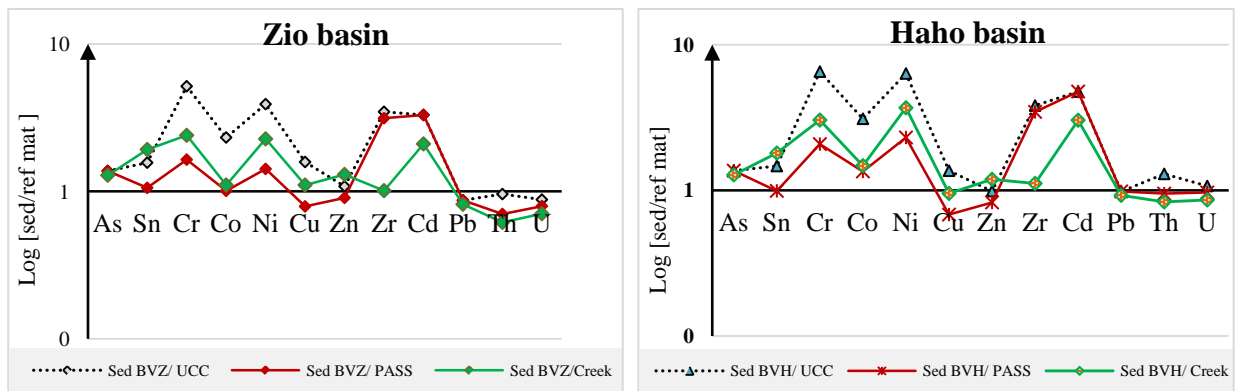 Zio basin
10
1
0
Log [sed/ref mat]
As Sn Cr Co Ni Cu Zn Zr Cd Pb Th U
Sed BVZ/ UCC Sed BVZ/ PASS Sed BVZ/Creek
Haho basin
10
1
0
Log [sed/ref mat]
As Sn Cr Co Ni Cu Zn Zr Cd Pb Th U
Sed BVH/ UCC Sed BVH/ PASS Sed BVH/ Creek